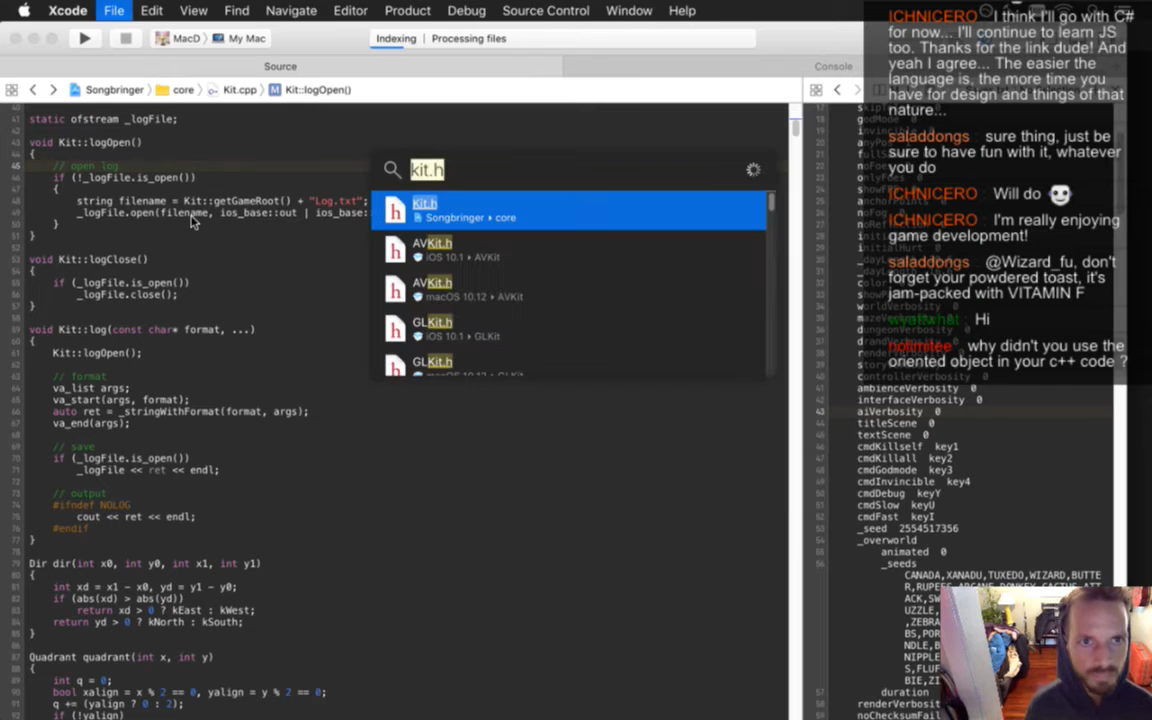 Xcode File Edit View Find Navigate Editor Product Debug Source Control Window Help
MacD My Mac
Indexing Processing files
Source
Console
Songbringer core Kit.cpp Kit::logOpen()
static ofstream _logFile;
void Kit::logOpen()
{
// open log
if (!_logFile.is_open())
{
string filename = Kit::getGameRoot() + "Log.txt";
_logFile.open(filename, ios_base::out | ios_base:
}
}
void Kit::logClose()
{
if (_logFile.is_open())
_logFile.close();
}
void Kit::log(const char* format, ...)
{
Kit::logOpen();
// format
va_list args;
va_start(args, format);
auto ret = _stringWithFormat(format, args);
va_end(args);
// save
if (_logFile.is_open())
_logFile << ret << endl;
// output
#ifndef NOLOG
cout << ret << endl;
#endif
}
Dir dir(int x0, int y0, int x1, int y1)
{
int xd = x1 - x0, yd = y1 - y0;
if (abs(xd) > abs(yd))
return xd > 0 ? kEast : kWest;
return yd > 0 ? kNorth : kSouth;
}
Quadrant quadrant(int x, int y)
{
int q = 0;
bool xalign = x % 2 == 0, yalign = y % 2 == 0;
q += (yalign ? 0 : 2);
if (!yalign)
kit.h
Kit.h
Songbringer core
AVKit.h
iOS 10.1 AVKit
AVKit.h
macOS 10.12 AVKit
GLKit.h
iOS 10.1 GLKit
GLKit.h
macOS 10.12 GLKit
ICHNICERO I think I'll go with C#
for now... I'll continue to learn JS
too. Thanks for the link dude! And
yeah I agree... The easier the
language is, the more time you
have for design and things of that
nature...
saladdongs sure thing, just be
sure to have fun with it, whatever
you do
ICHNICERO Will do
ICHNICERO I'm really enjoying
game development!
saladdongs @Wizard_fu, don't
forget your powdered toast, it's
jam-packed with VITAMIN F
Hi
why didn't you use the
oriented object in your c++ code ?
controllerVerbosity 0
ambienceVerbosity 0
interfaceVerbosity 0
43 aiVerbosity 0
titleScene 0
textScene 0
cmdKillself key1
cmdKillall key2
cmdGodmode key3
cmdInvincible key4
cmdDebug keyY
cmdSlow keyU
cmdFast keyI
_seed 2554517356
_overworld
animated 0
_seeds
CANADA,XANADU,TUXEDO,WIZARD,BUTTE
duration
renderVerbosi
noChecksumFail